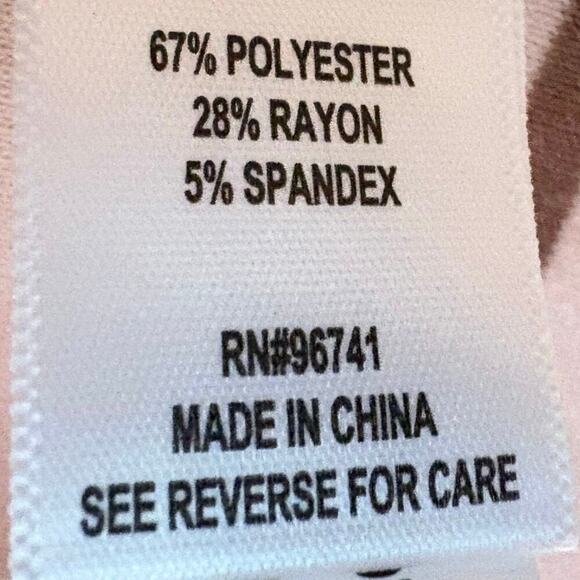 67% POLYESTER
28% RAYON
5% SPANDEX
RN#96741
MADE IN CHINA
SEE REVERSE FOR CARE